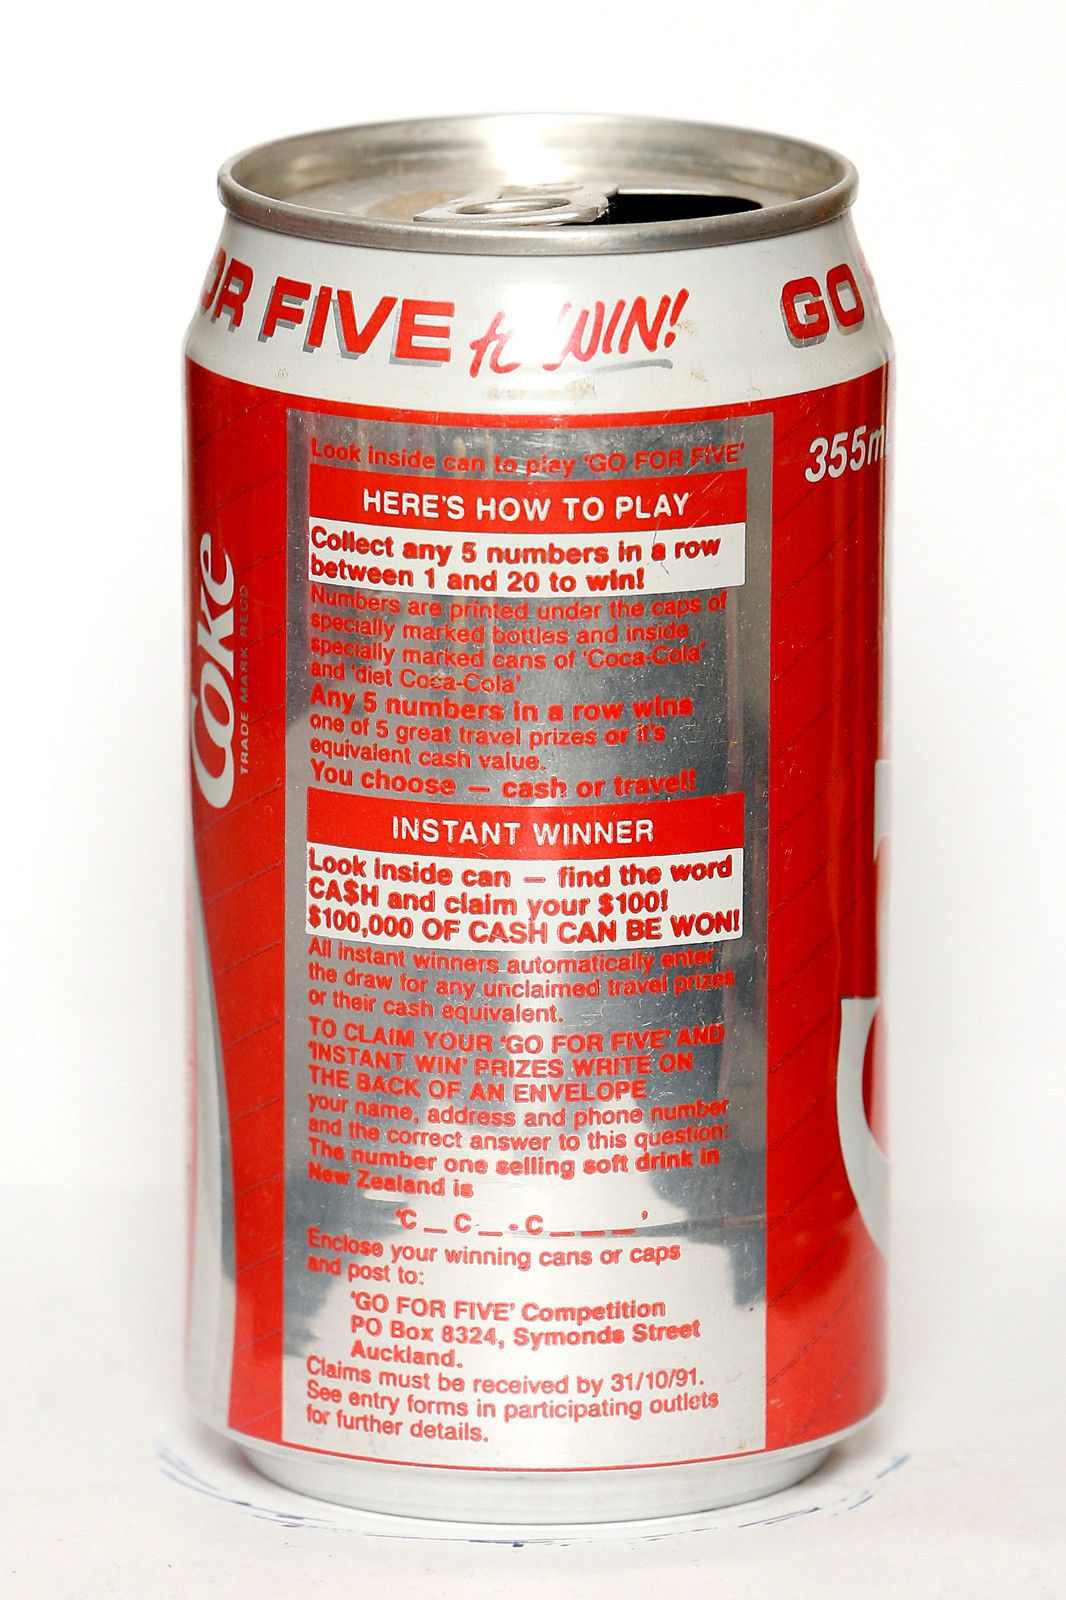 OR FIVE to WIN!
GO
355m
Coke
TRADE MARK REGD
Look inside can to play 'GO FOR FIVE'
HERE'S HOW TO PLAY
Collect any 5 numbers in a row
between 1 and 20 to win!
Numbers are printed under the caps of
specially marked bottles and inside
specially marked cans of 'Coca-Cola'
and 'diet Coca-Cola'
Any 5 numbers in a row wins
one of 5 great travel prizes or it's
equivalent cash value.
You choose — cash or travel!
INSTANT WINNER
Look inside can — find the word
CA$H and claim your $100!
$100,000 OF CASH CAN BE WON!
All instant winners automatically enter
the draw for any unclaimed travel prizes
or their cash equivalent.
TO CLAIM YOUR 'GO FOR FIVE' AND
'INSTANT WIN' PRIZES WRITE ON
THE BACK OF AN ENVELOPE
your name, address and phone number
and the correct answer to this question:
The number one selling soft drink in
New Zealand is
'C _ C _ - C _ _ _ '
Enclose your winning cans or caps
and post to:
'GO FOR FIVE' Competition
PO Box 8324, Symonds Street
Auckland.
Claims must be received by 31/10/91.
See entry forms in participating outlets
for further details.